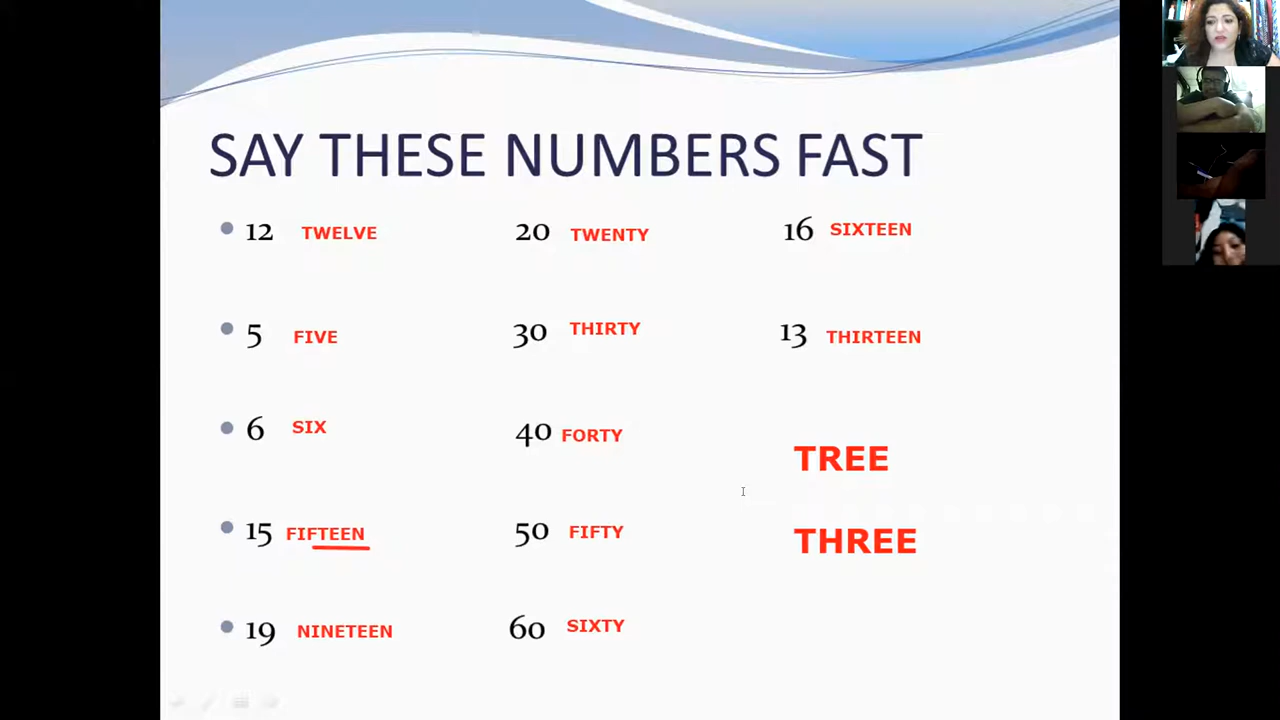 SAY THESE NUMBERS FAST
12 TWELVE 20 TWENTY 16 SIXTEEN
5 FIVE 30 THIRTY 13 THIRTEEN
6 SIX 40 FORTY
TREE
15 FIFTEEN 50 FIFTY
THREE
19 NINETEEN 60 SIXTY